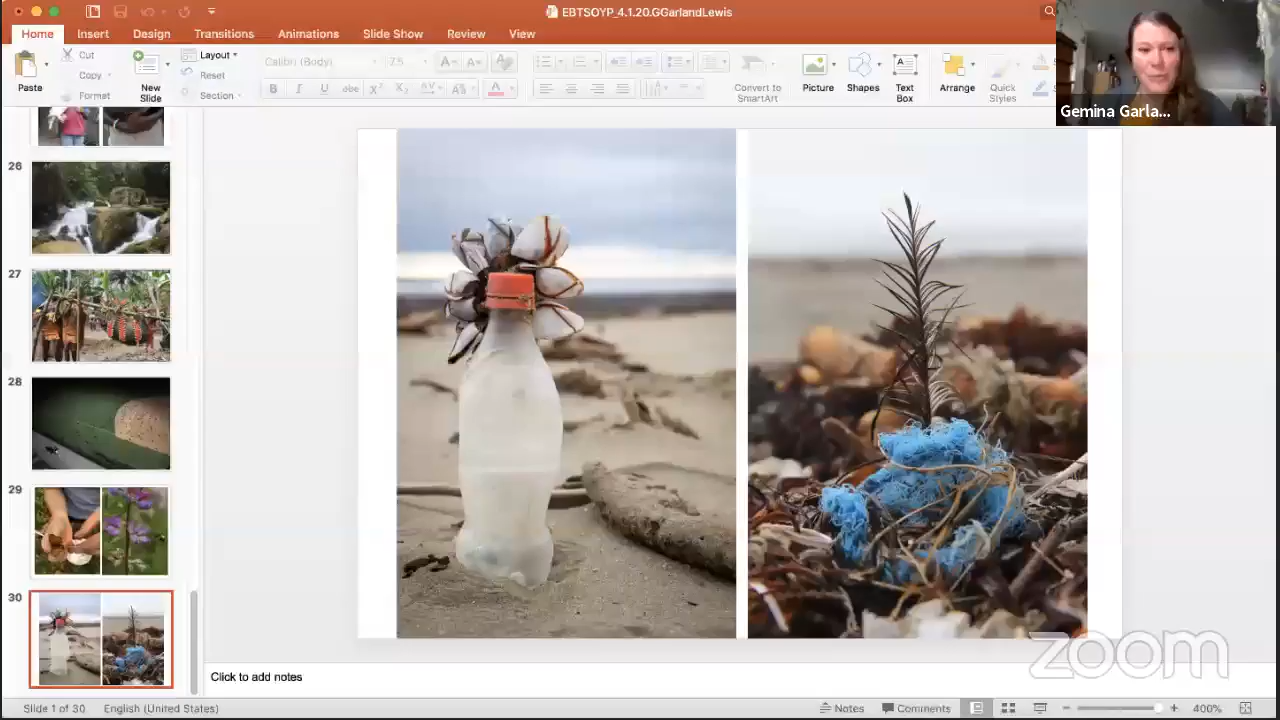 EBTSOYP_4.1.20.GGarlandLewis
Home Insert Design Transitions Animations Slide Show Review View
Paste
Cut
Copy
Format
New Slide
Layout
Reset
Section
Calibri (Body) 7.5
Convert to SmartArt
Picture
Shapes
Text Box
Arrange
Quick Styles
Gemina Garla...
26
27
28
29
30
zoom
Click to add notes
Slide 1 of 30 English (United States) Notes Comments 400%